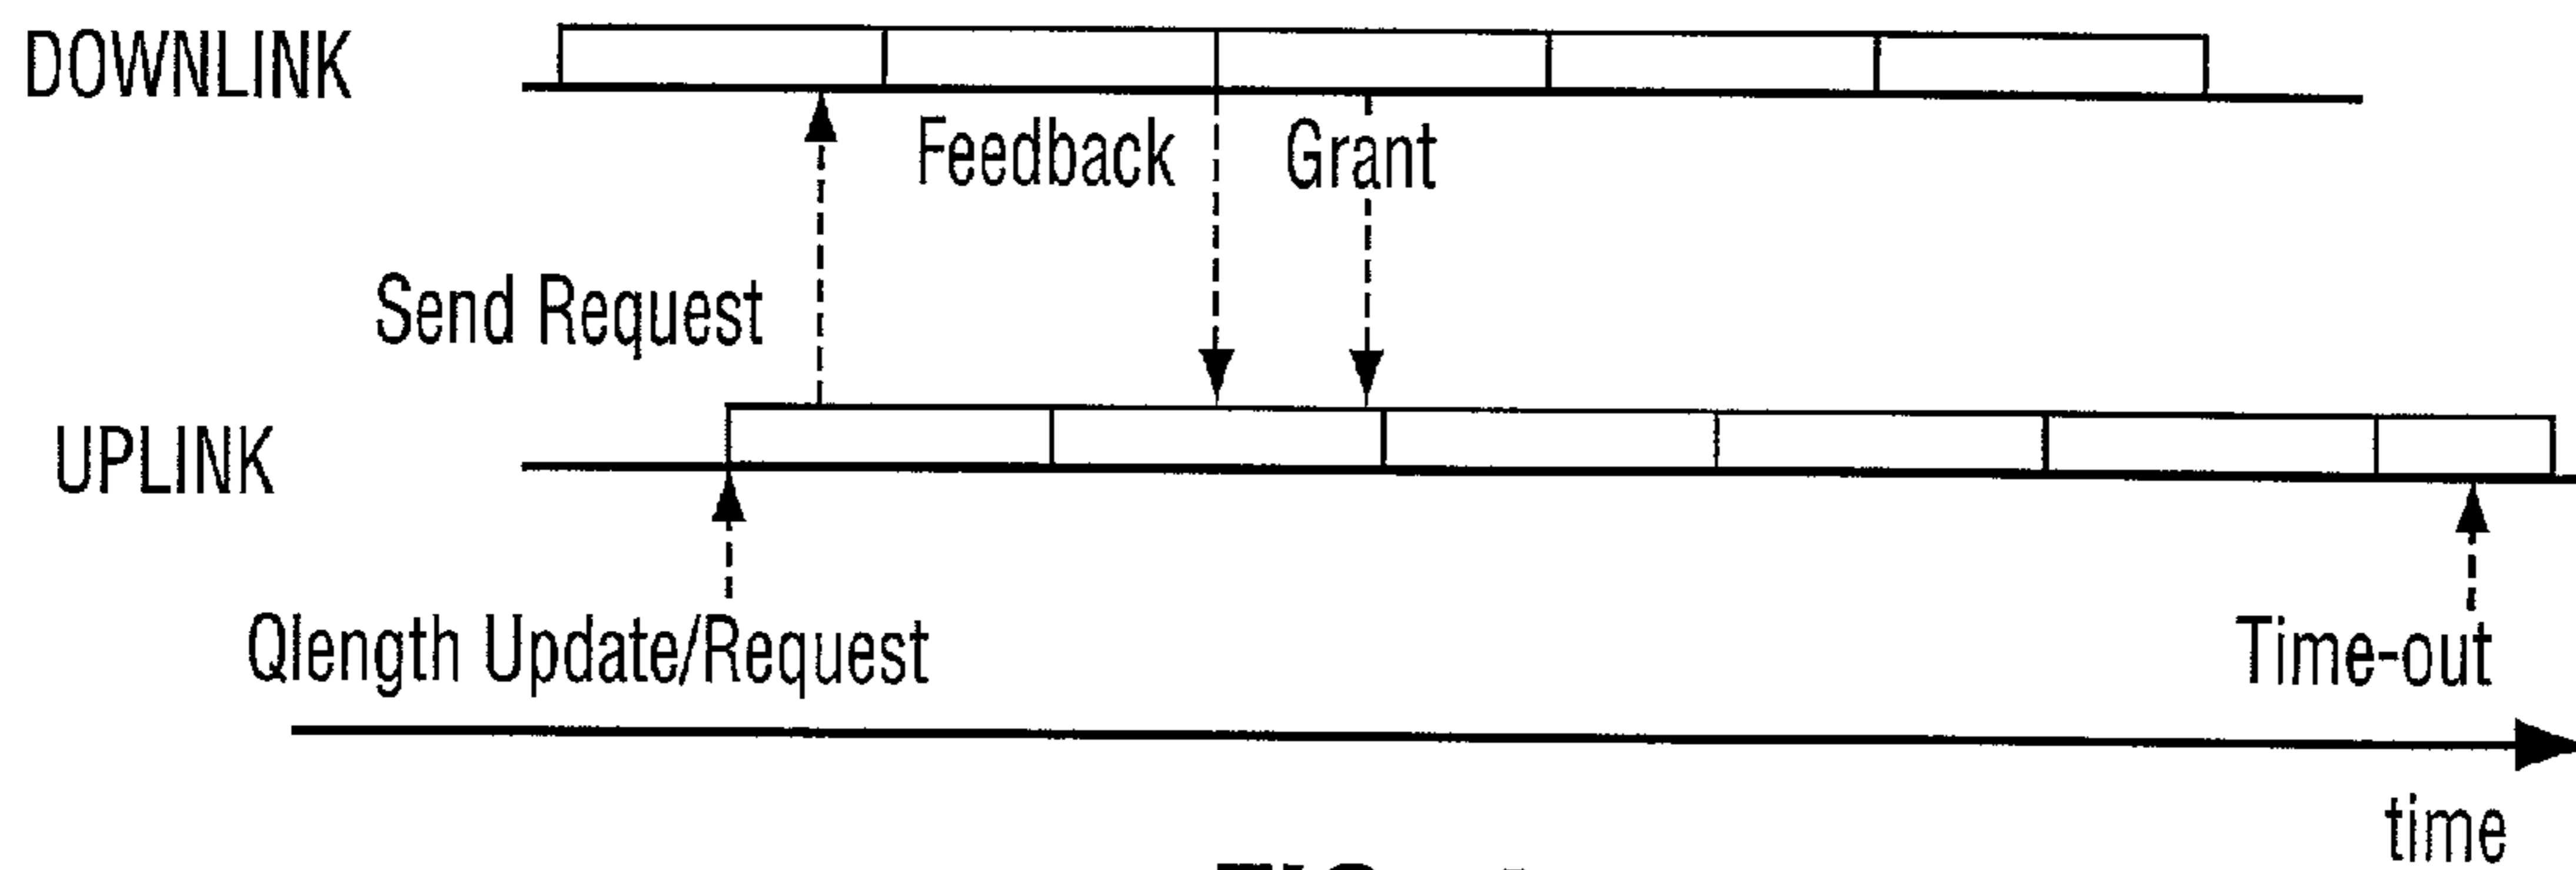 DOWNLINK
Feedback
Grant
Send Request
UPLINK
Qlength Update/Request
Time-out
time